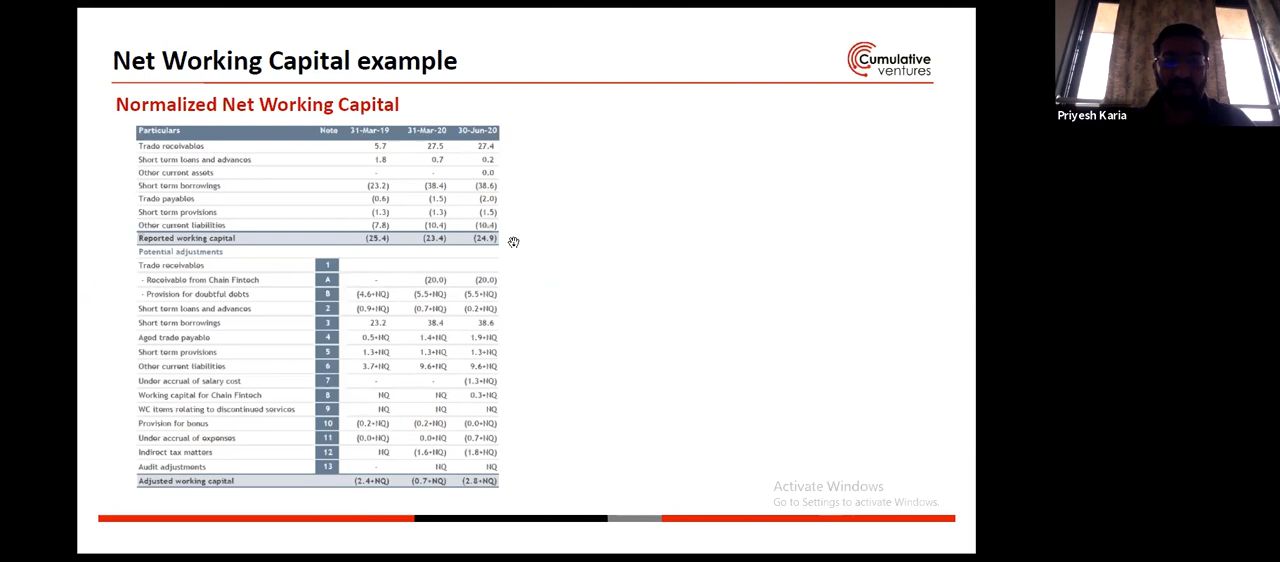 Net Working Capital example
Cumulative
ventures
Priyesh Karia
Normalized Net Working Capital
Particulars Note 31-Mar-19 31-Mar-20 30-Jun-20
Trade receivables 5.7 27.5 27.4
Short term loans and advances 1.8 0.7 0.2
Other current assets - - 0.0
Short term borrowings (23.2) (38.4) (38.6)
Trade payables (0.6) (1.5) (2.0)
Short term provisions (1.3) (1.3) (1.5)
Other current liabilities (7.8) (10.4) (10.4)
Reported working capital (25.4) (23.4) (24.9)
Potential adjustments
Trade receivables 1
- Receivable from Chain Fintech A - (20.0) (20.0)
- Provision for doubtful debts B (4.6+NQ) (5.5+NQ) (5.5+NQ)
Short term loans and advances 2 (0.9+NQ) (0.7+NQ) (0.2+NQ)
Short term borrowings 3 23.2 38.4 38.6
Aged trade payable 4 0.5+NQ 1.4+NQ 1.9+NQ
Short term provisions 5 1.3+NQ 1.3+NQ 1.3+NQ
Other current liabilities 6 3.7+NQ 9.6+NQ 9.6+NQ
Under accrual of salary cost 7 - - (1.3+NQ)
Working capital for Chain Fintech 8 NQ NQ 0.3+NQ
WC items relating to discontinued services 9 NQ NQ NQ
Provision for bonus 10 (0.2+NQ) (0.2+NQ) (0.0+NQ)
Under accrual of expenses 11 (0.0+NQ) 0.0+NQ (0.7+NQ)
Indirect tax matters 12 NQ (1.6+NQ) (1.8+NQ)
Audit adjustments 13 - NQ NQ
Adjusted working capital (2.4+NQ) (0.7+NQ) (2.8+NQ)
Activate Windows
Go to Settings to activate Windows.